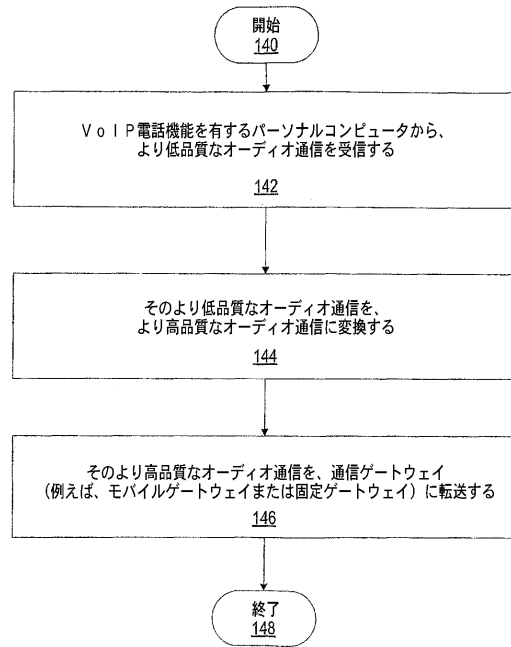 開始
140
VoIP電話機能を有するパーソナルコンピュータから、
より低品質なオーディオ通信を受信する
142
そのより低品質なオーディオ通信を、
より高品質なオーディオ通信に変換する
144
そのより高品質なオーディオ通信を、通信ゲートウェイ
（例えば、モバイルゲートウェイまたは固定ゲートウェイ）に転送する
146
終了
148